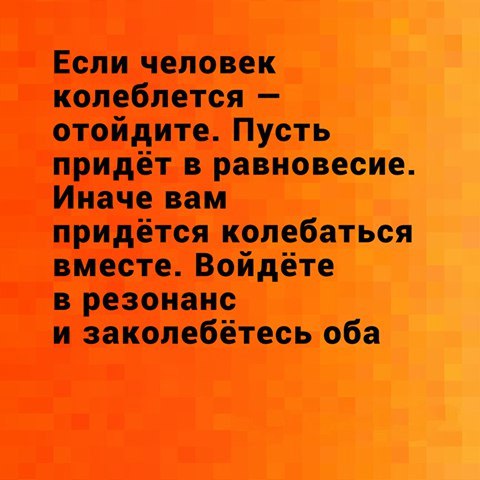 Если человек
колеблется —
отойдите. Пусть
придёт в равновесие.
Иначе вам
придётся колебаться
вместе. Войдёте
в резонанс
и заколебётесь оба